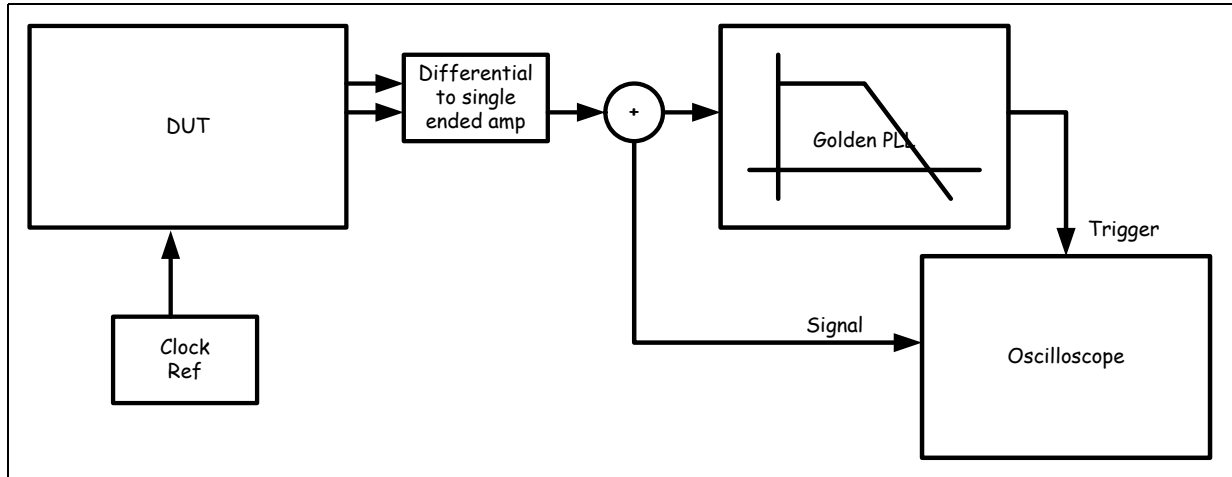 DUT
Differential
to single
ended amp
+
Golden PLL
Trigger
Clock
Ref
Signal
Oscilloscope